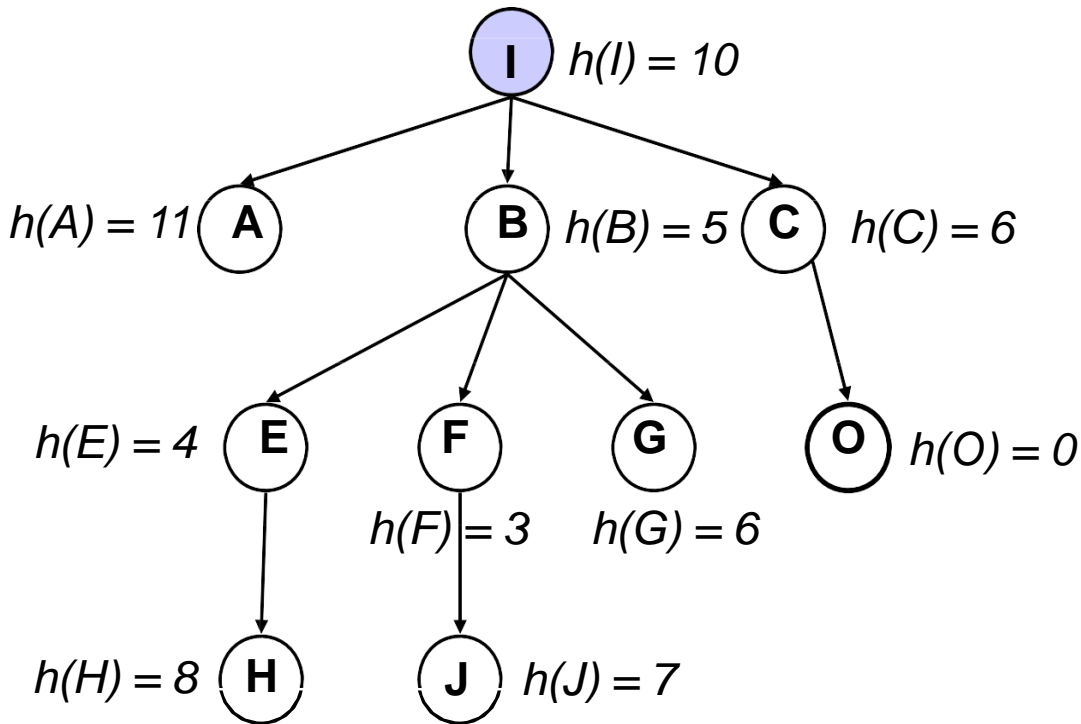 I h(I) = 10
h(A) = 11 A B h(B) = 5 C h(C) = 6
h(E) = 4 E F G O h(O) = 0
h(F) = 3 h(G) = 6
h(H) = 8 H J h(J) = 7